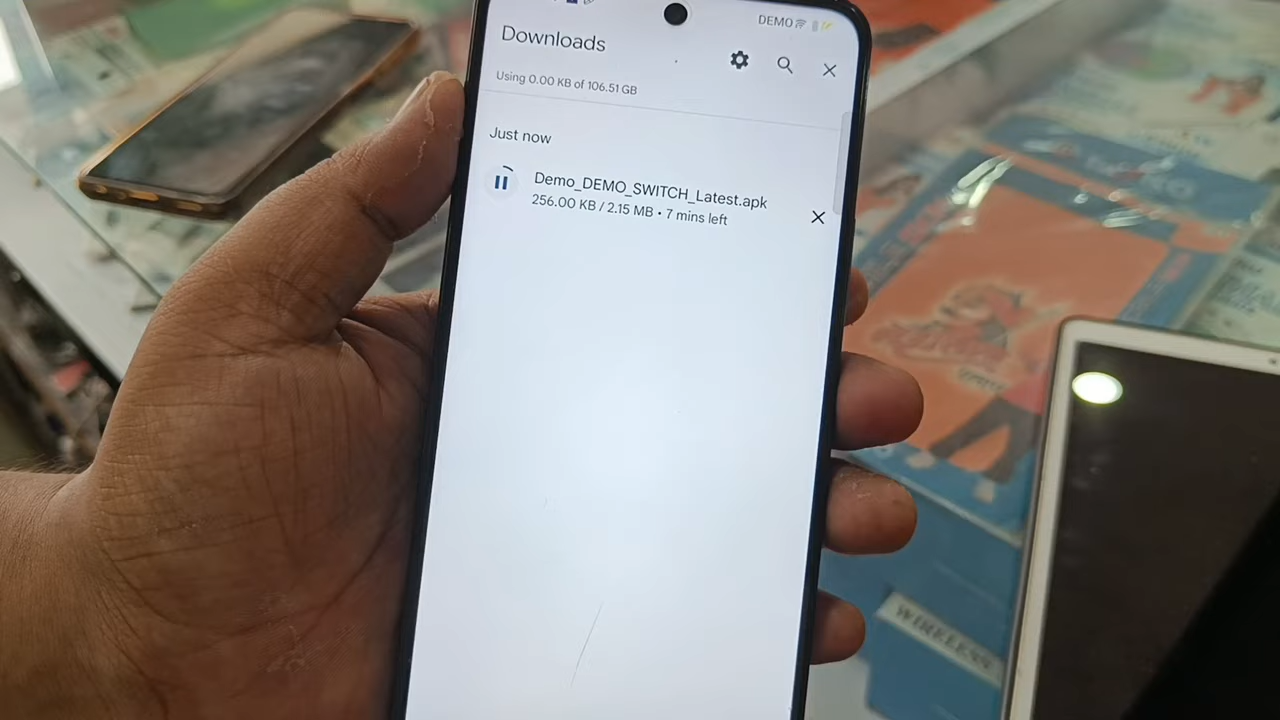 DEMO
Downloads
Using 0.00 KB of 106.51 GB
Just now
Demo_DEMO_SWITCH_Latest.apk
256.00 KB / 2.15 MB • 7 mins left
WIRELESS